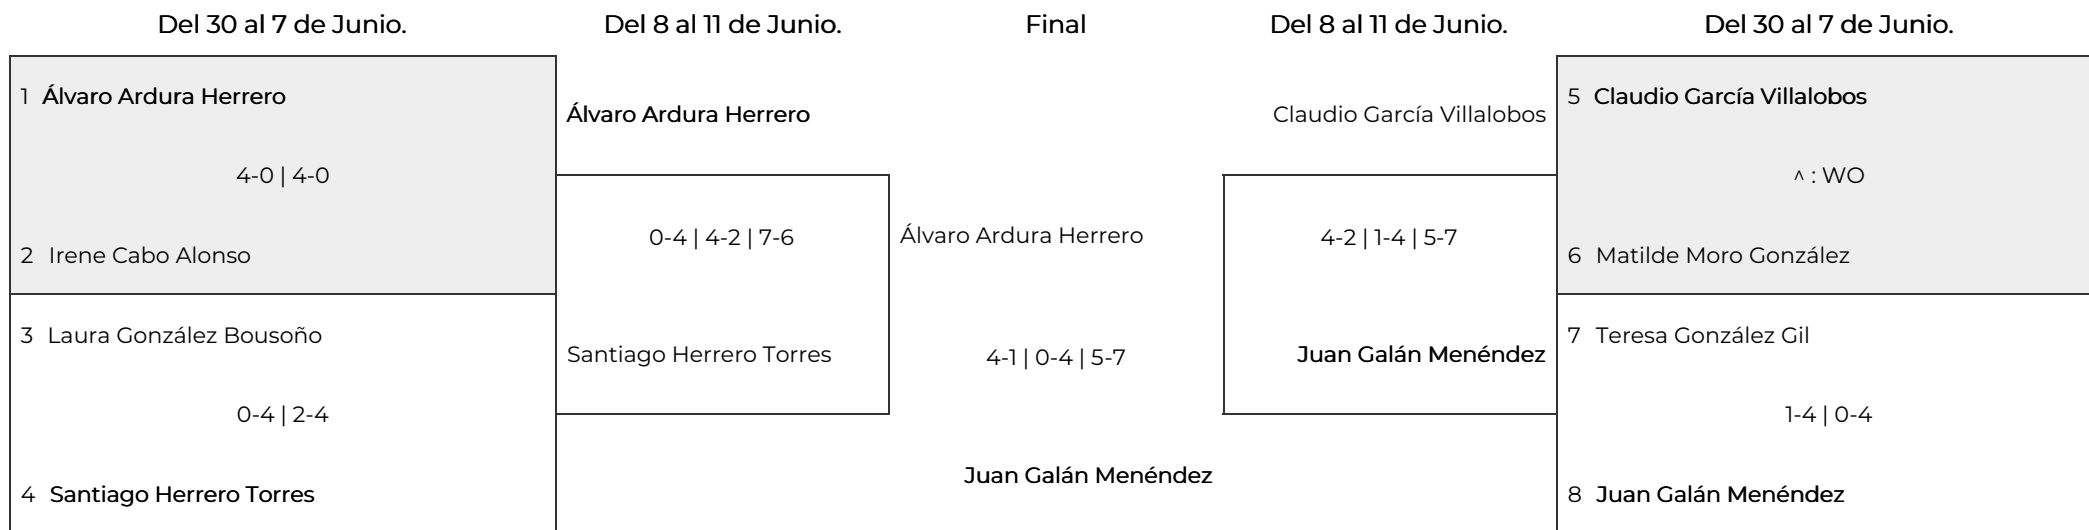 Del 30 al 7 de Junio.
Del 8 al 11 de Junio.
Final
Del 8 al 11 de Junio.
Del 30 al 7 de Junio.
1 Álvaro Ardura Herrero
4-0 | 4-0
2 Irene Cabo Alonso
3 Laura González Bousoño
0-4 | 2-4
4 Santiago Herrero Torres
Álvaro Ardura Herrero
0-4 | 4-2 | 7-6
Santiago Herrero Torres
Álvaro Ardura Herrero
4-1 | 0-4 | 5-7
Juan Galán Menéndez
Claudio García Villalobos
4-2 | 1-4 | 5-7
Juan Galán Menéndez
5 Claudio García Villalobos
^ : WO
6 Matilde Moro González
7 Teresa González Gil
1-4 | 0-4
8 Juan Galán Menéndez